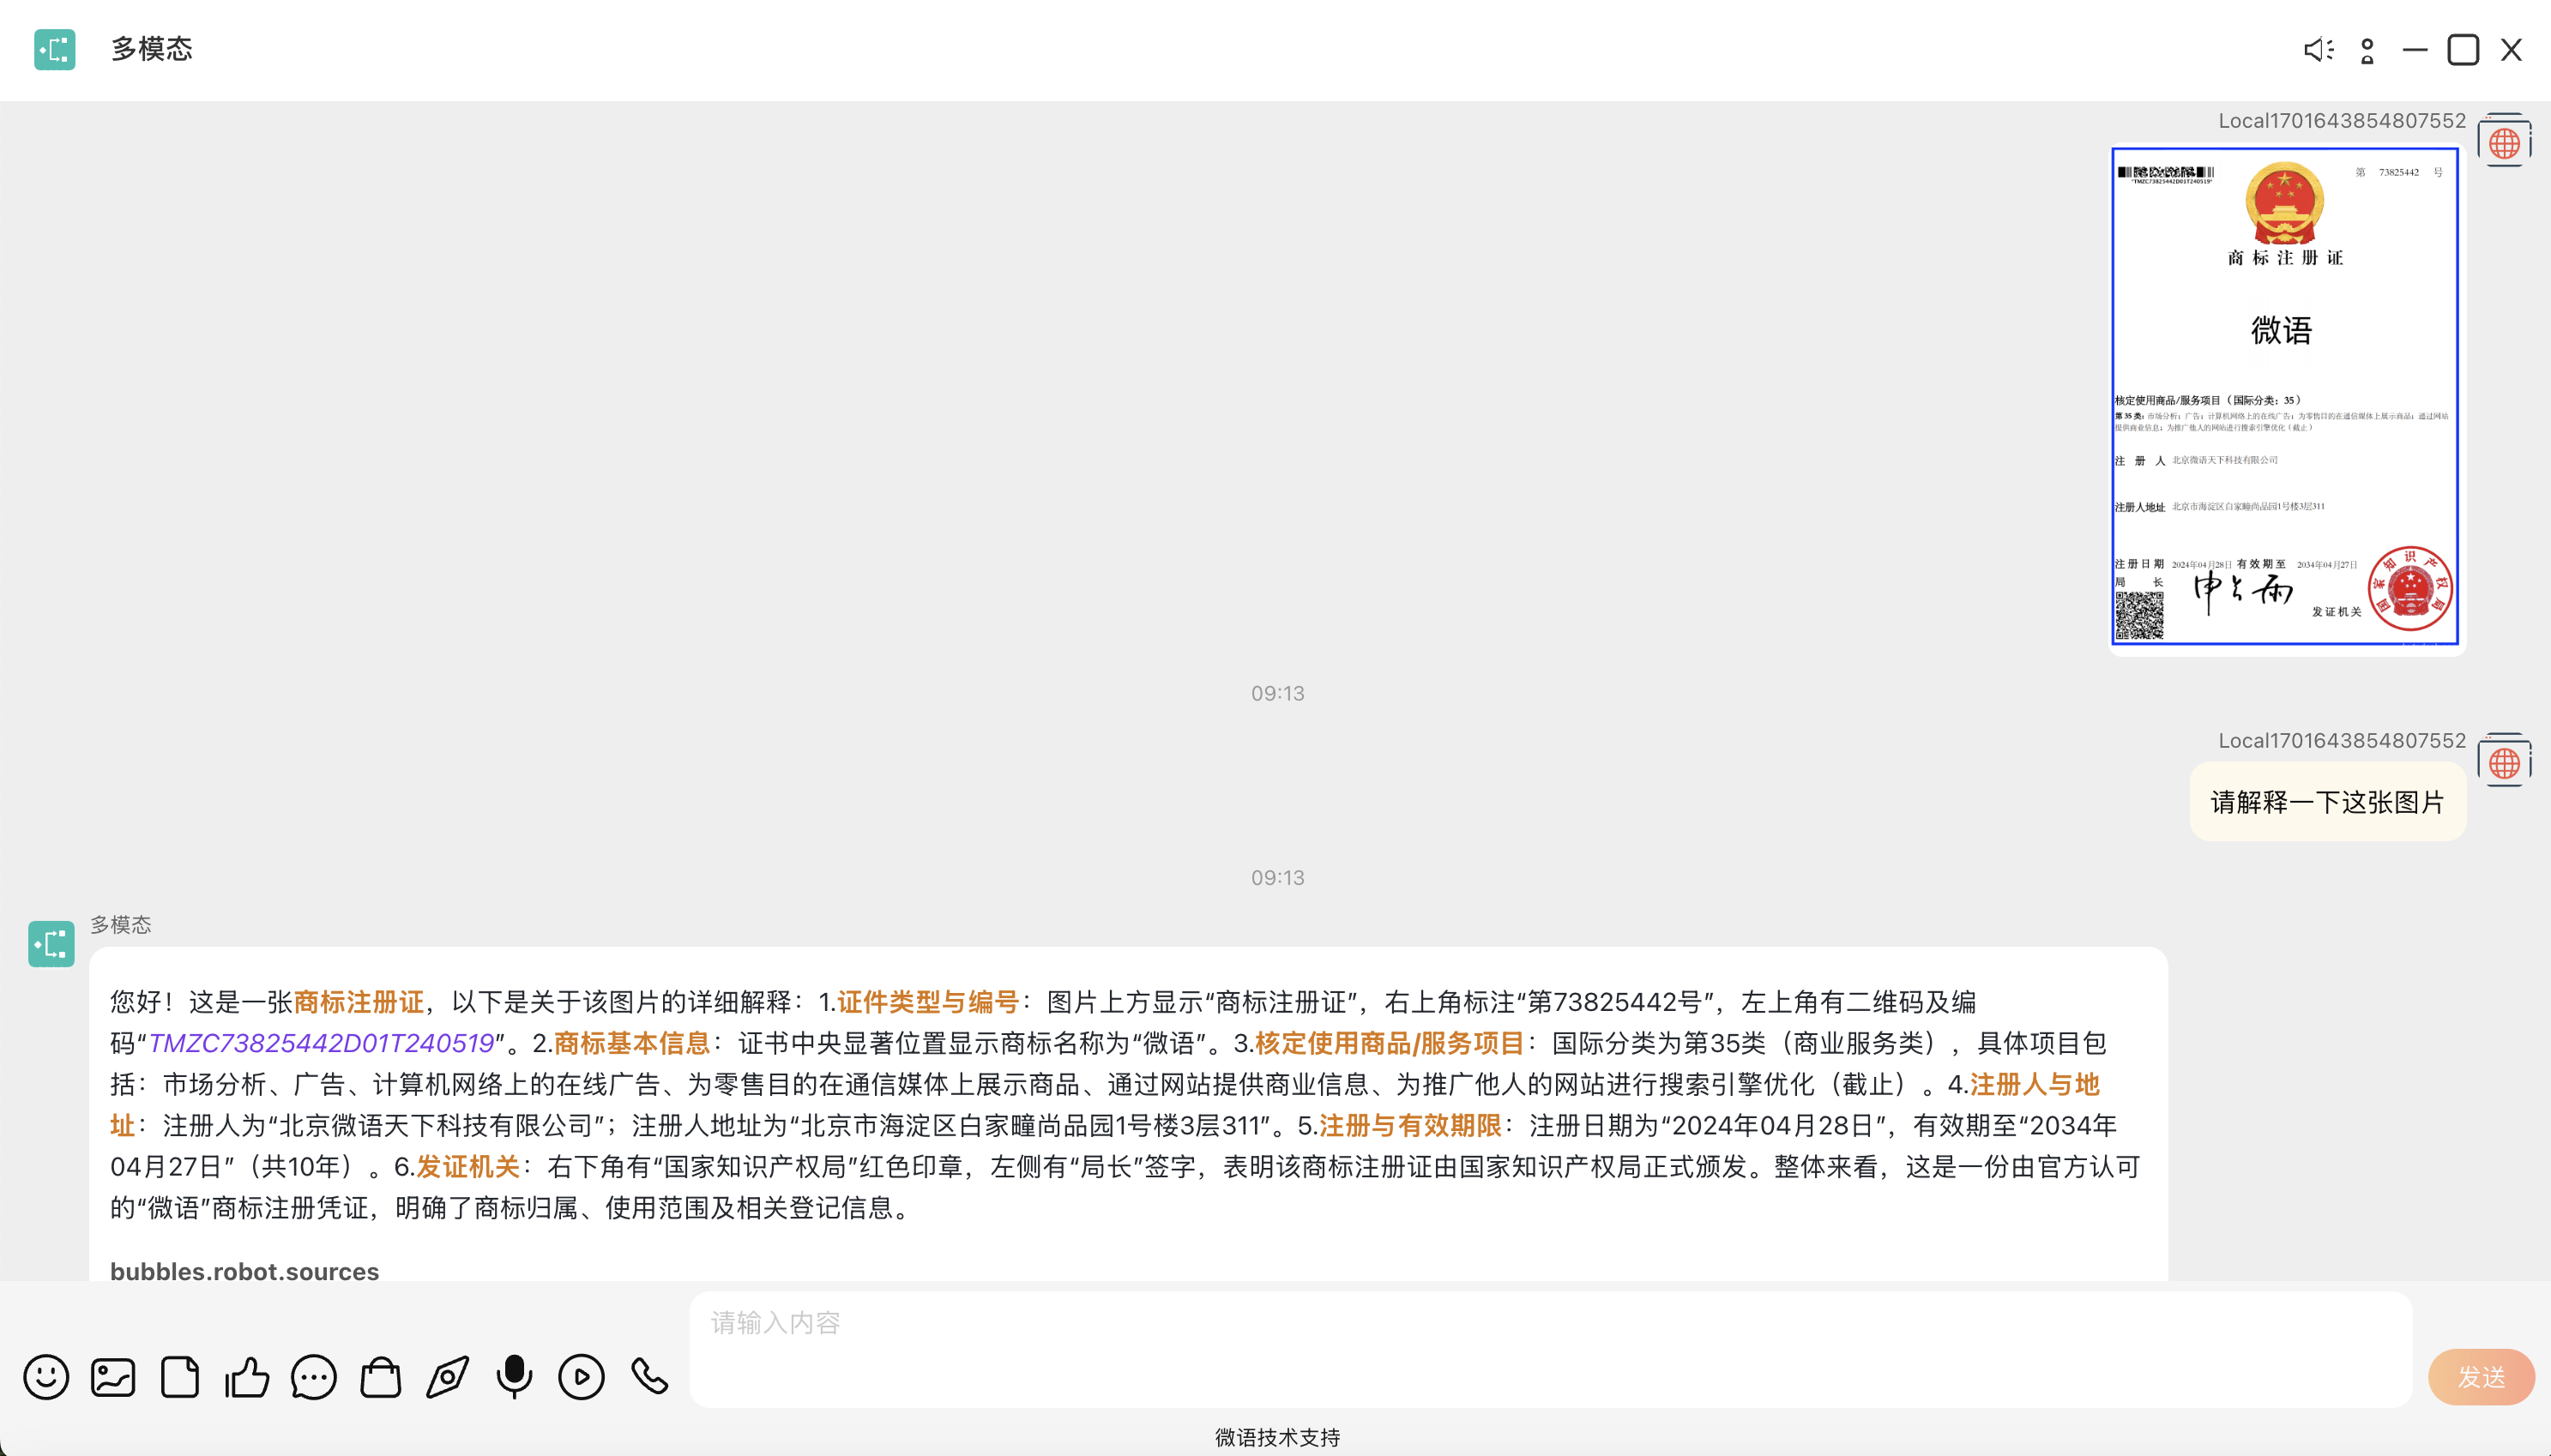 多模态
Local1701643854807552
*TMZC73825442D01T240519*
第 73825442 号
商标注册证
微语
核定使用商品/服务项目（国际分类：35）
第35类：市场分析；广告；计算机网络上的在线广告；为零售目的在通信媒体上展示商品；通过网站
提供商业信息；为推广他人的网站进行搜索引擎优化（截止）
注 册 人 北京微语天下科技有限公司
注册人地址 北京市海淀区白家疃尚品园1号楼3层311
注册日期 2024年04月28日 有效期至 2034年04月27日
局 长
发证机关
国家知识产权局
09:13
Local1701643854807552
请解释一下这张图片
09:13
多模态
您好！这是一张商标注册证，以下是关于该图片的详细解释：1.证件类型与编号：图片上方显示“商标注册证”，右上角标注“第73825442号”，左上角有二维码及编
码“TMZC73825442D01T240519”。2.商标基本信息：证书中央显著位置显示商标名称为“微语”。3.核定使用商品/服务项目：国际分类为第35类（商业服务类），具体项目包
括：市场分析、广告、计算机网络上的在线广告、为零售目的在通信媒体上展示商品、通过网站提供商业信息、为推广他人的网站进行搜索引擎优化（截止）。4.注册人与地
址：注册人为“北京微语天下科技有限公司”；注册人地址为“北京市海淀区白家疃尚品园1号楼3层311”。5.注册与有效期限：注册日期为“2024年04月28日”，有效期至“2034年
04月27日”（共10年）。6.发证机关：右下角有“国家知识产权局”红色印章，左侧有“局长”签字，表明该商标注册证由国家知识产权局正式颁发。整体来看，这是一份由官方认可
的“微语”商标注册凭证，明确了商标归属、使用范围及相关登记信息。
bubbles.robot.sources
请输入内容
发送
微语技术支持